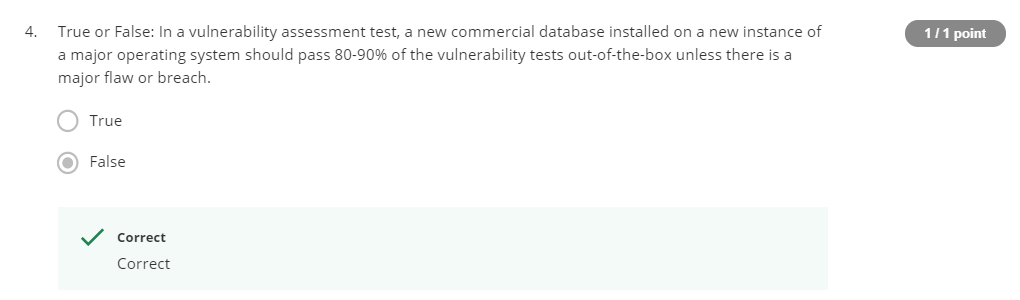 4. True or False: In a vulnerability assessment test, a new commercial database installed on a new instance of
1 / 1 point
a major operating system should pass 80-90% of the vulnerability tests out-of-the-box unless there is a
major flaw or breach.
True
False
Correct
Correct